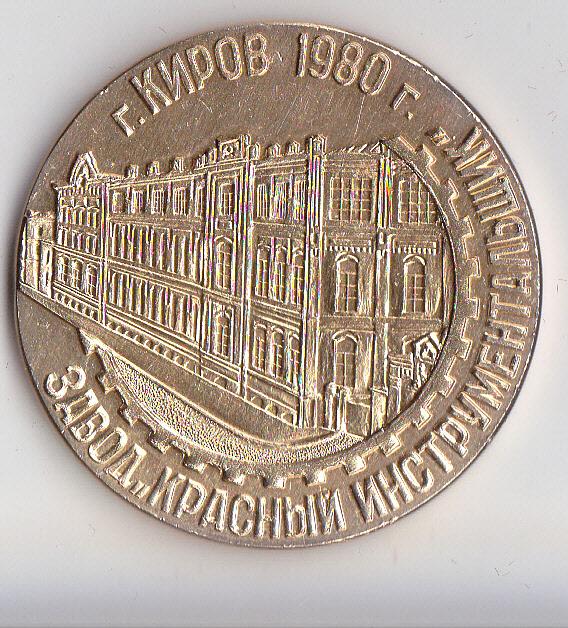 г. КИРОВ 1980 г.
ЗАВОД „КРАСНЫЙ ИНСТРУМЕНТАЛЬЩИК"